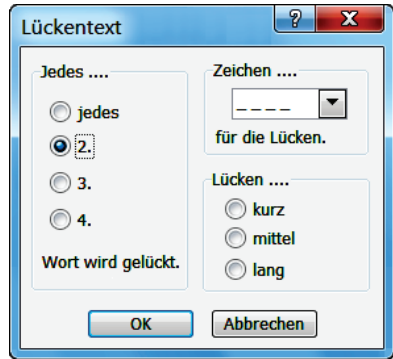 Lückentext
Jedes ....
jedes
2.
3.
4.
Wort wird gelückt.
Zeichen ....
_ _ _ _
für die Lücken.
Lücken ....
kurz
mittel
lang
OK
Abbrechen